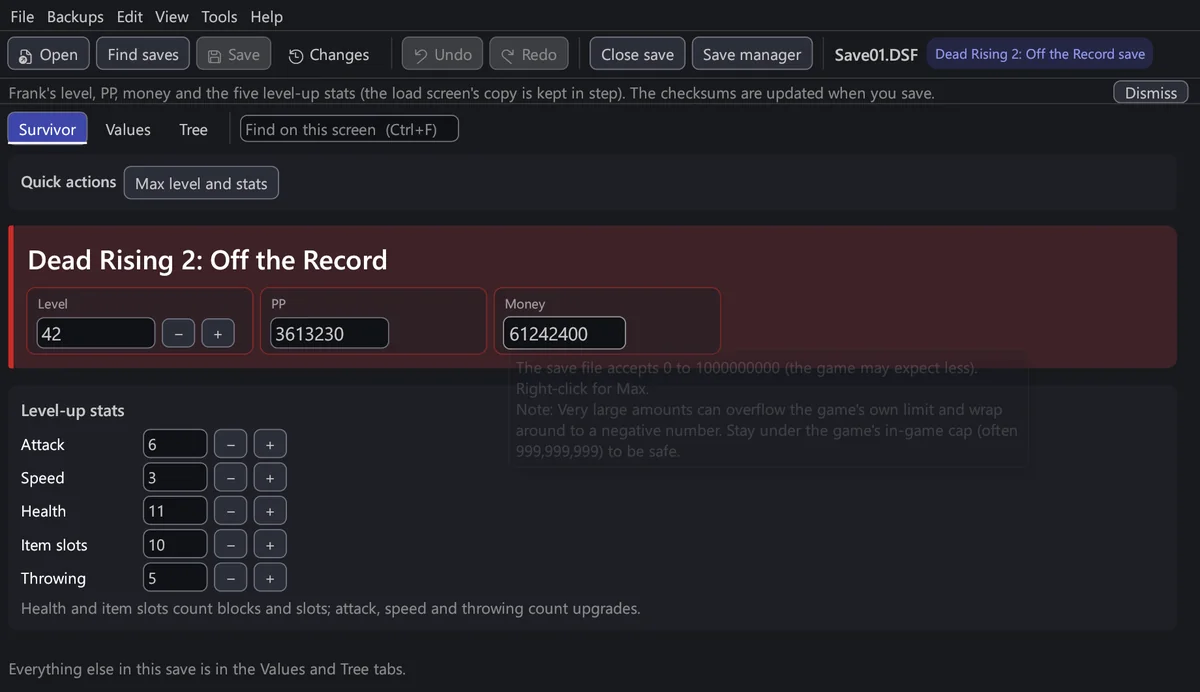 File Backups Edit View Tools Help
Open Find saves Save Changes Undo Redo Close save Save manager Save01.DSF Dead Rising 2: Off the Record save
Frank's level, PP, money and the five level-up stats (the load screen's copy is kept in step). The checksums are updated when you save. Dismiss
Survivor Values Tree Find on this screen (Ctrl+F)
Quick actions Max level and stats
Dead Rising 2: Off the Record
Level PP Money
42 − + 3613230 61242400
The save file accepts 0 to 1000000000 (the game may expect less).
Right-click for Max.
Note: Very large amounts can overflow the game's own limit and wrap
around to a negative number. Stay under the game's in-game cap (often
999,999,999) to be safe.
Level-up stats
Attack 6 − +
Speed 3 − +
Health 11 − +
Item slots 10 − +
Throwing 5 − +
Health and item slots count blocks and slots; attack, speed and throwing count upgrades.
Everything else in this save is in the Values and Tree tabs.